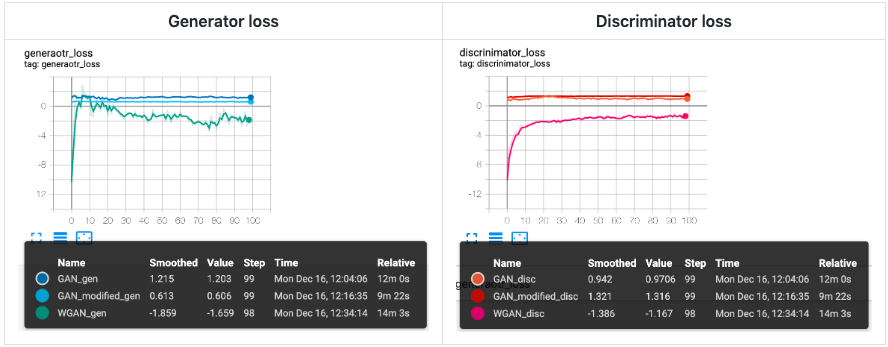 Generator loss
Discriminator loss
generaotr_loss
tag: generaotr_loss
0
-4
-8
-12
0 10 20 30 40 50 60 70 80 90 100
Name Smoothed Value Step Time Relative
GAN_gen 1.215 1.203 99 Mon Dec 16, 12:04:06 12m 0s
GAN_modified_gen 0.613 0.606 99 Mon Dec 16, 12:16:35 9m 22s
WGAN_gen -1.859 -1.659 98 Mon Dec 16, 12:34:14 14m 3s
discrinimator_loss
tag: discrinimator_loss
0
-4
8
-12
0 10 20 30 40 50 60 70 80 90 100
Name Smoothed Value Step Time Relative
GAN_disc 0.942 0.9706 99 Mon Dec 16, 12:04:06 12m 0s
GAN_modified_disc 1.321 1.316 99 Mon Dec 16, 12:16:35 9m 22s
WGAN_disc -1.386 -1.167 98 Mon Dec 16, 12:34:14 14m 3s